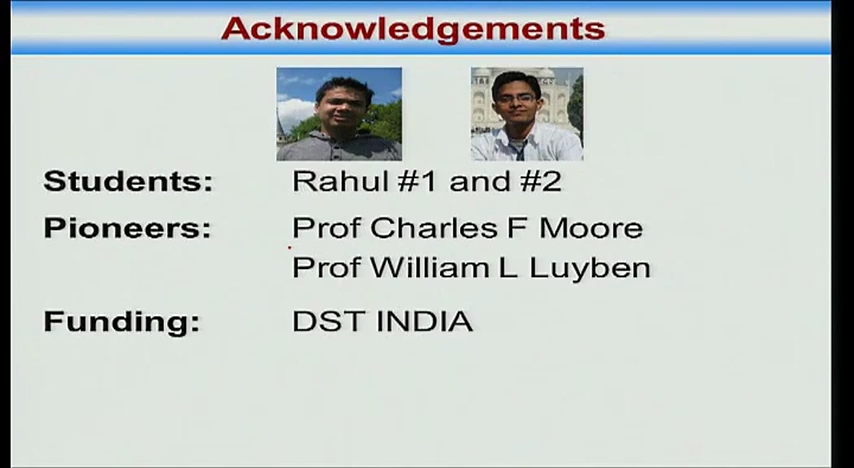 Acknowledgements
Students: Rahul #1 and #2
Pioneers: Prof Charles F Moore
Prof William L Luyben
Funding: DST INDIA